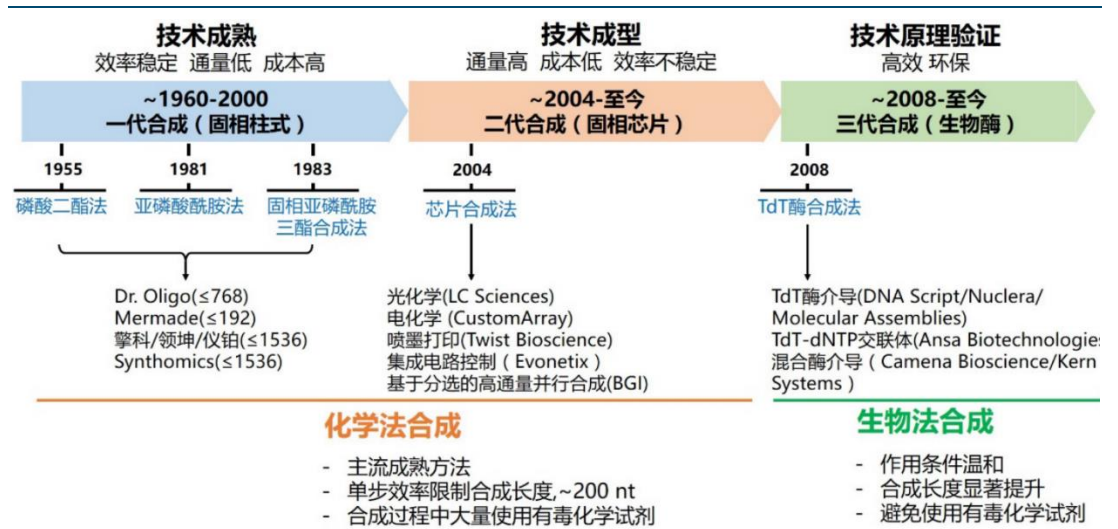 技术成熟
效率稳定 通量低 成本高
~1960-2000
一代合成（固相柱式）
1955
磷酸二酯法
1981
亚磷酸酰胺法
1983
固相亚磷酰胺
三酯合成法
Dr. Oligo(≤768)
Mermade(≤192)
擎科/领坤/仪铂(≤1536)
Synthomics(≤1536)
技术成型
通量高 成本低 效率不稳定
~2004-至今
二代合成（固相芯片）
2004
芯片合成法
光化学(LC Sciences)
电化学 (CustomArray)
喷墨打印(Twist Bioscience)
集成电路控制（Evonetix）
基于分选的高通量并行合成(BGI)
化学法合成
- 主流成熟方法
- 单步效率限制合成长度,~200 nt
- 合成过程中大量使用有毒化学试剂
技术原理验证
高效 环保
~2008-至今
三代合成（生物酶）
2008
TdT酶合成法
TdT酶介导(DNA Script/Nuclera/
Molecular Assemblies)
TdT-dNTP交联体(Ansa Biotechnologies
混合酶介导（Camena Bioscience/Kern
Systems）
生物法合成
- 作用条件温和
- 合成长度显著提升
- 避免使用有毒化学试剂